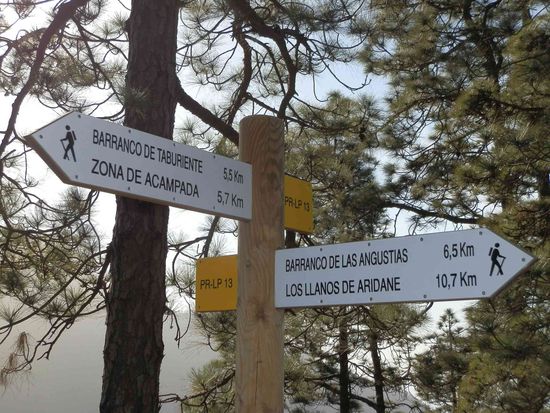 BARRANCO DE TABURIENTE 5,5 Km
ZONA DE ACAMPADA 5,7 Km
PR-LP 13
BARRANCO DE LAS ANGUSTIAS 6,5 Km
LOS LLANOS DE ARIDANE 10,7 Km
PR-LP 13